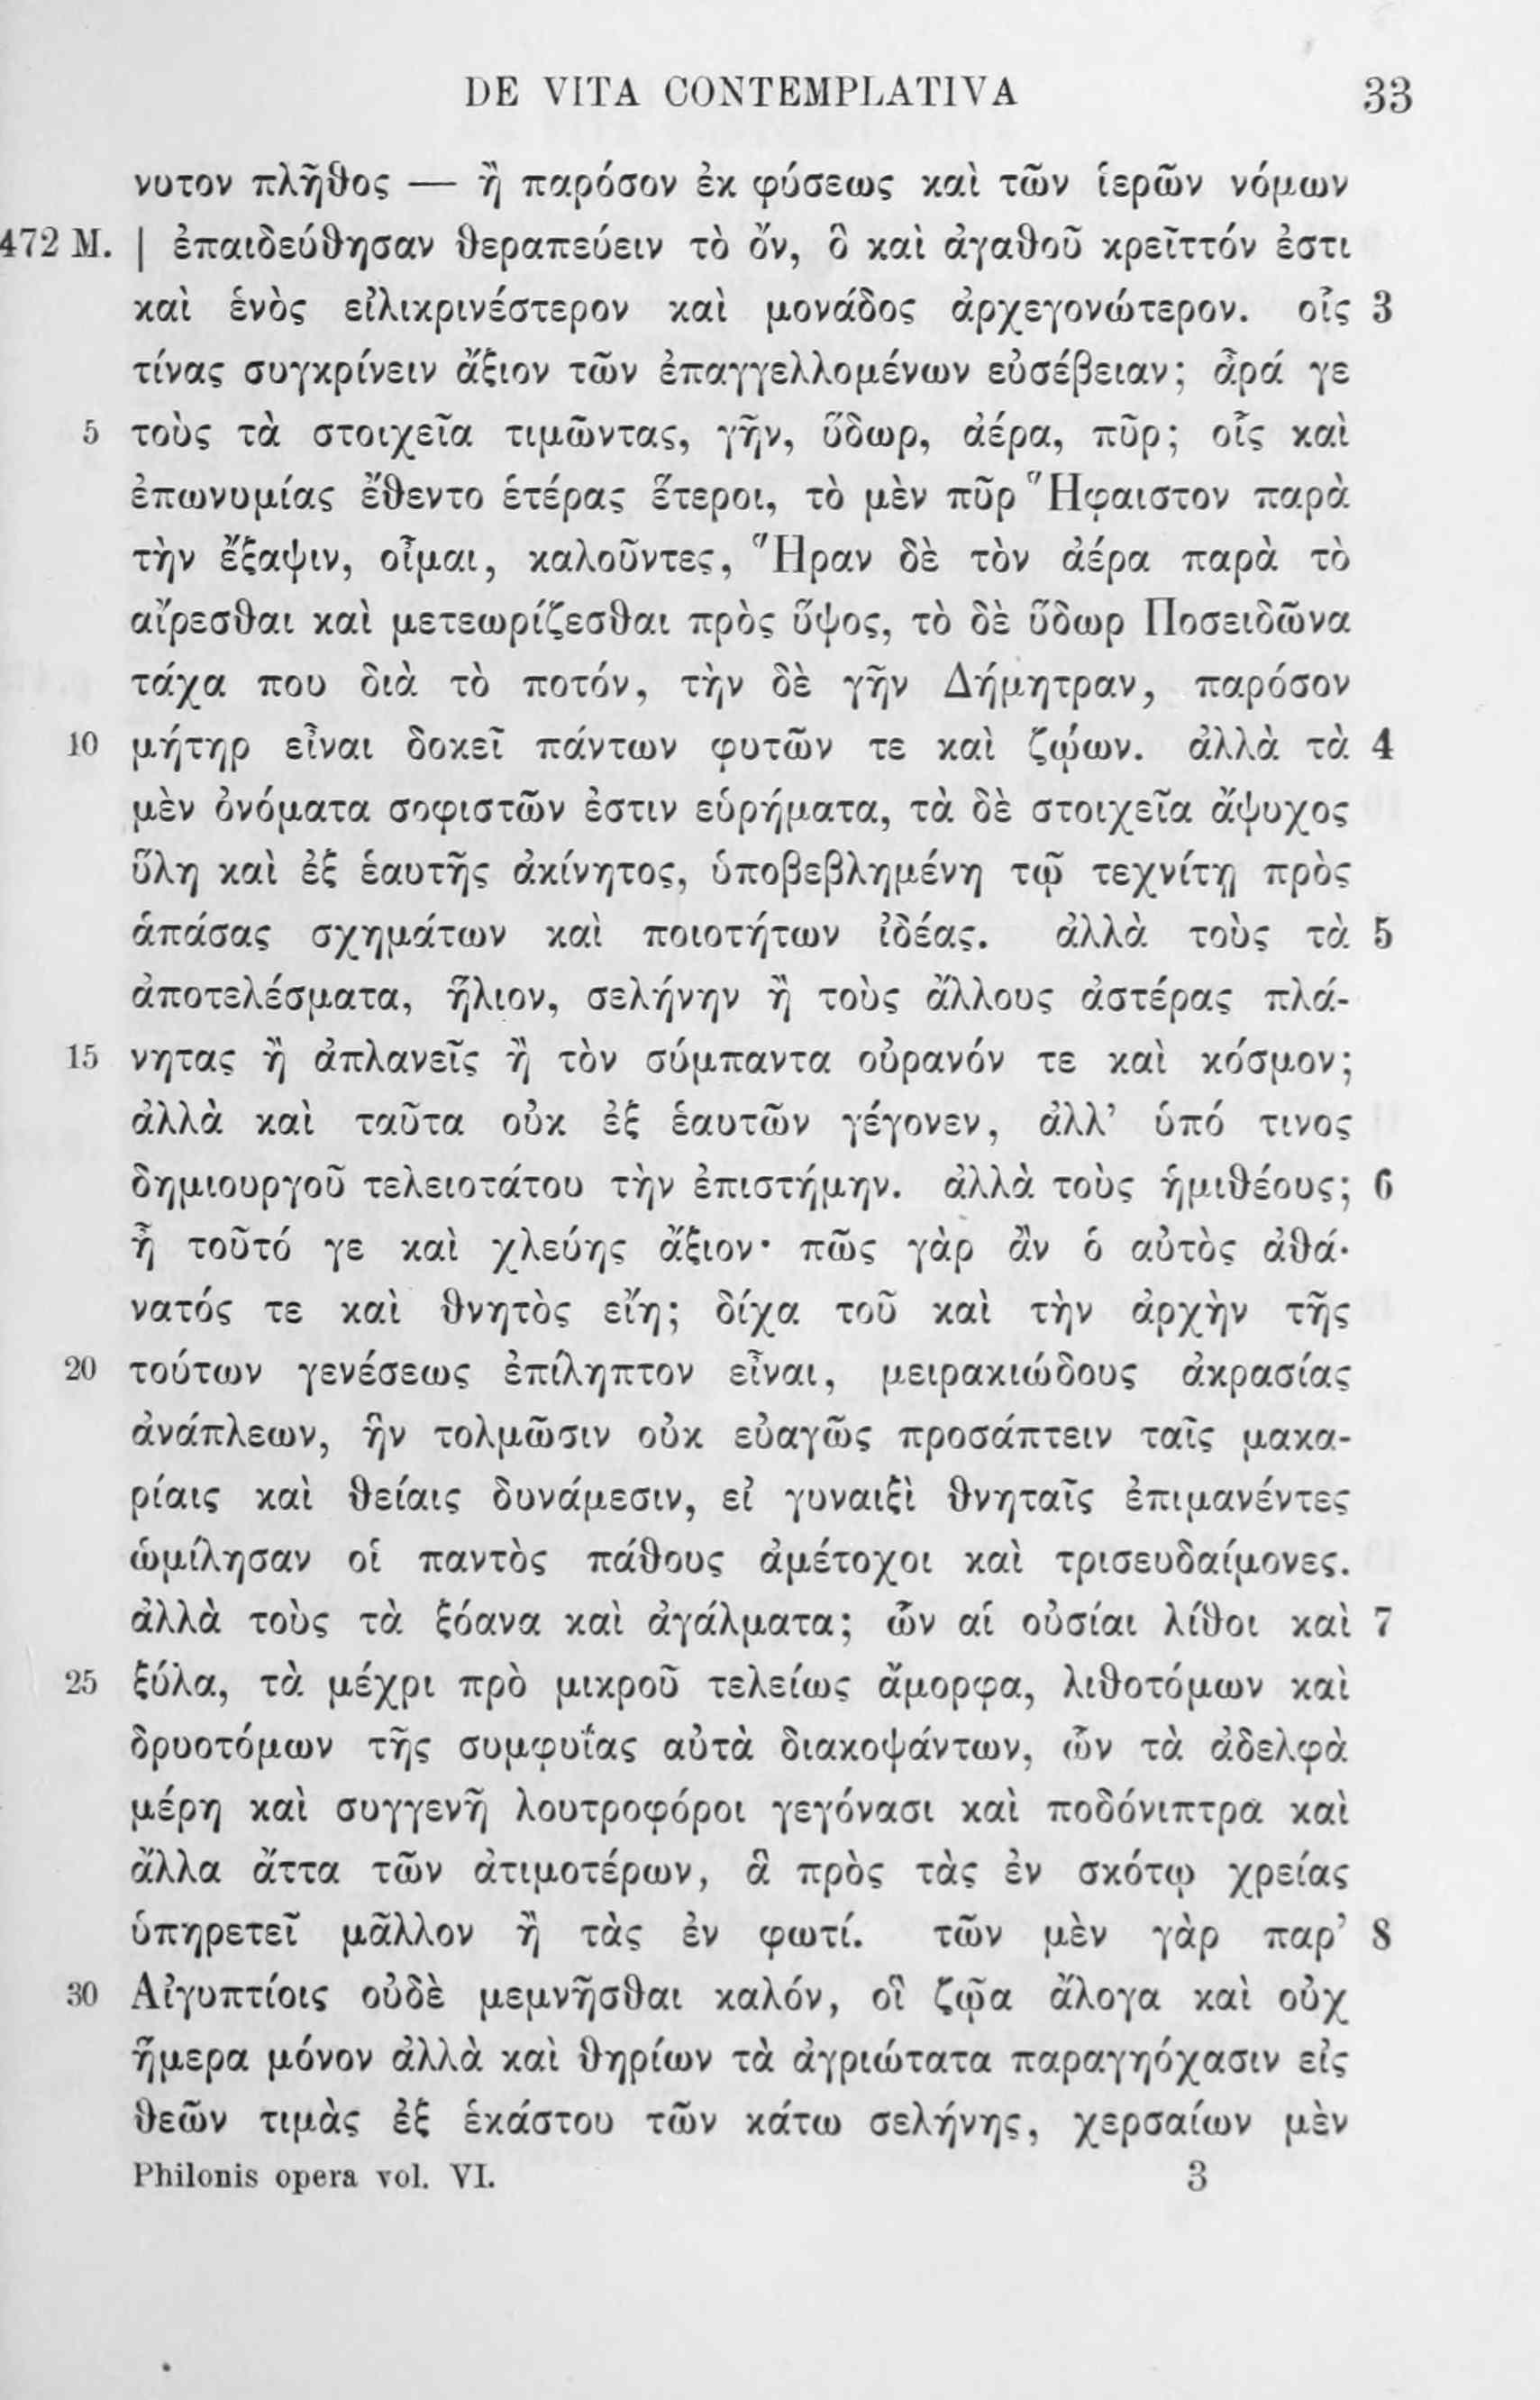 DE VITA CONTEMPLATIVA 33
νυτον πλῆθος — ἢ παρόσον ἐκ φύσεως καὶ τῶν ἱερῶν νόμων
472 M. | ἐπαιδεύθησαν θεραπεύειν τὸ ὄν, ὃ καὶ ἀγαθοῦ κρεῖττόν ἐστι
καὶ ἑνὸς εἰλικρινέστερον καὶ μονάδος ἀρχεγονώτερον. οἷς 3
τίνας συγκρίνειν ἄξιον τῶν ἐπαγγελλομένων εὐσέβειαν; ἆρά γε
5 τοὺς τὰ στοιχεῖα τιμῶντας, γῆν, ὕδωρ, ἀέρα, πῦρ; οἷς καὶ
ἐπωνυμίας ἔθεντο ἑτέρας ἕτεροι, τὸ μὲν πῦρ Ἥφαιστον παρὰ
τὴν ἔξαψιν, οἶμαι, καλοῦντες, Ἥραν δὲ τὸν ἀέρα παρὰ τὸ
αἴρεσθαι καὶ μετεωρίζεσθαι πρὸς ὕψος, τὸ δὲ ὕδωρ Ποσειδῶνα
τάχα που διὰ τὸ ποτόν, τὴν δὲ γῆν Δήμητραν, παρόσον
10 μήτηρ εἶναι δοκεῖ πάντων φυτῶν τε καὶ ζῴων. ἀλλὰ τὰ 4
μὲν ὀνόματα σοφιστῶν ἐστιν εὑρήματα, τὰ δὲ στοιχεῖα ἄψυχος
ὕλη καὶ ἐξ ἑαυτῆς ἀκίνητος, ὑποβεβλημένη τῷ τεχνίτῃ πρὸς
ἁπάσας σχημάτων καὶ ποιοτήτων ἰδέας. ἀλλὰ τοὺς τὰ 5
ἀποτελέσματα, ἥλιον, σελήνην ἢ τοὺς ἄλλους ἀστέρας πλά-
15 νητας ἢ ἀπλανεῖς ἢ τὸν σύμπαντα οὐρανόν τε καὶ κόσμον;
ἀλλὰ καὶ ταῦτα οὐκ ἐξ ἑαυτῶν γέγονεν, ἀλλ’ ὑπό τινος
δημιουργοῦ τελειοτάτου τὴν ἐπιστήμην. ἀλλὰ τοὺς ἡμιθέους; 6
ἦ τοῦτό γε καὶ χλεύης ἄξιον· πῶς γὰρ ἂν ὁ αὐτὸς ἀθά-
νατός τε καὶ θνητὸς εἴη; δίχα τοῦ καὶ τὴν ἀρχὴν τῆς
20 τούτων γενέσεως ἐπίληπτον εἶναι, μειρακιώδους ἀκρασίας
ἀνάπλεων, ἣν τολμῶσιν οὐκ εὐαγῶς προσάπτειν ταῖς μακα-
ρίαις καὶ θείαις δυνάμεσιν, εἰ γυναιξὶ θνηταῖς ἐπιμανέντες
ὡμίλησαν οἱ παντὸς πάθους ἀμέτοχοι καὶ τρισευδαίμονες.
ἀλλὰ τοὺς τὰ ξόανα καὶ ἀγάλματα; ὧν αἱ οὐσίαι λίθοι καὶ 7
25 ξύλα, τὰ μέχρι πρὸ μικροῦ τελείως ἄμορφα, λιθοτόμων καὶ
δρυοτόμων τῆς συμφυΐας αὐτὰ διακοψάντων, ὧν τὰ ἀδελφὰ
μέρη καὶ συγγενῆ λουτροφόροι γεγόνασι καὶ ποδόνιπτρα καὶ
ἄλλα ἄττα τῶν ἀτιμοτέρων, ἃ πρὸς τὰς ἐν σκότῳ χρείας
ὑπηρετεῖ μᾶλλον ἢ τὰς ἐν φωτί. τῶν μὲν γὰρ παρ’ 8
30 Αἰγυπτίοις οὐδὲ μεμνῆσθαι καλόν, οἳ ζῷα ἄλογα καὶ οὐχ
ἥμερα μόνον ἀλλὰ καὶ θηρίων τὰ ἀγριώτατα παραγηόχασιν εἰς
θεῶν τιμὰς ἐξ ἑκάστου τῶν κάτω σελήνης, χερσαίων μὲν
Philonis opera vol. VI. 3